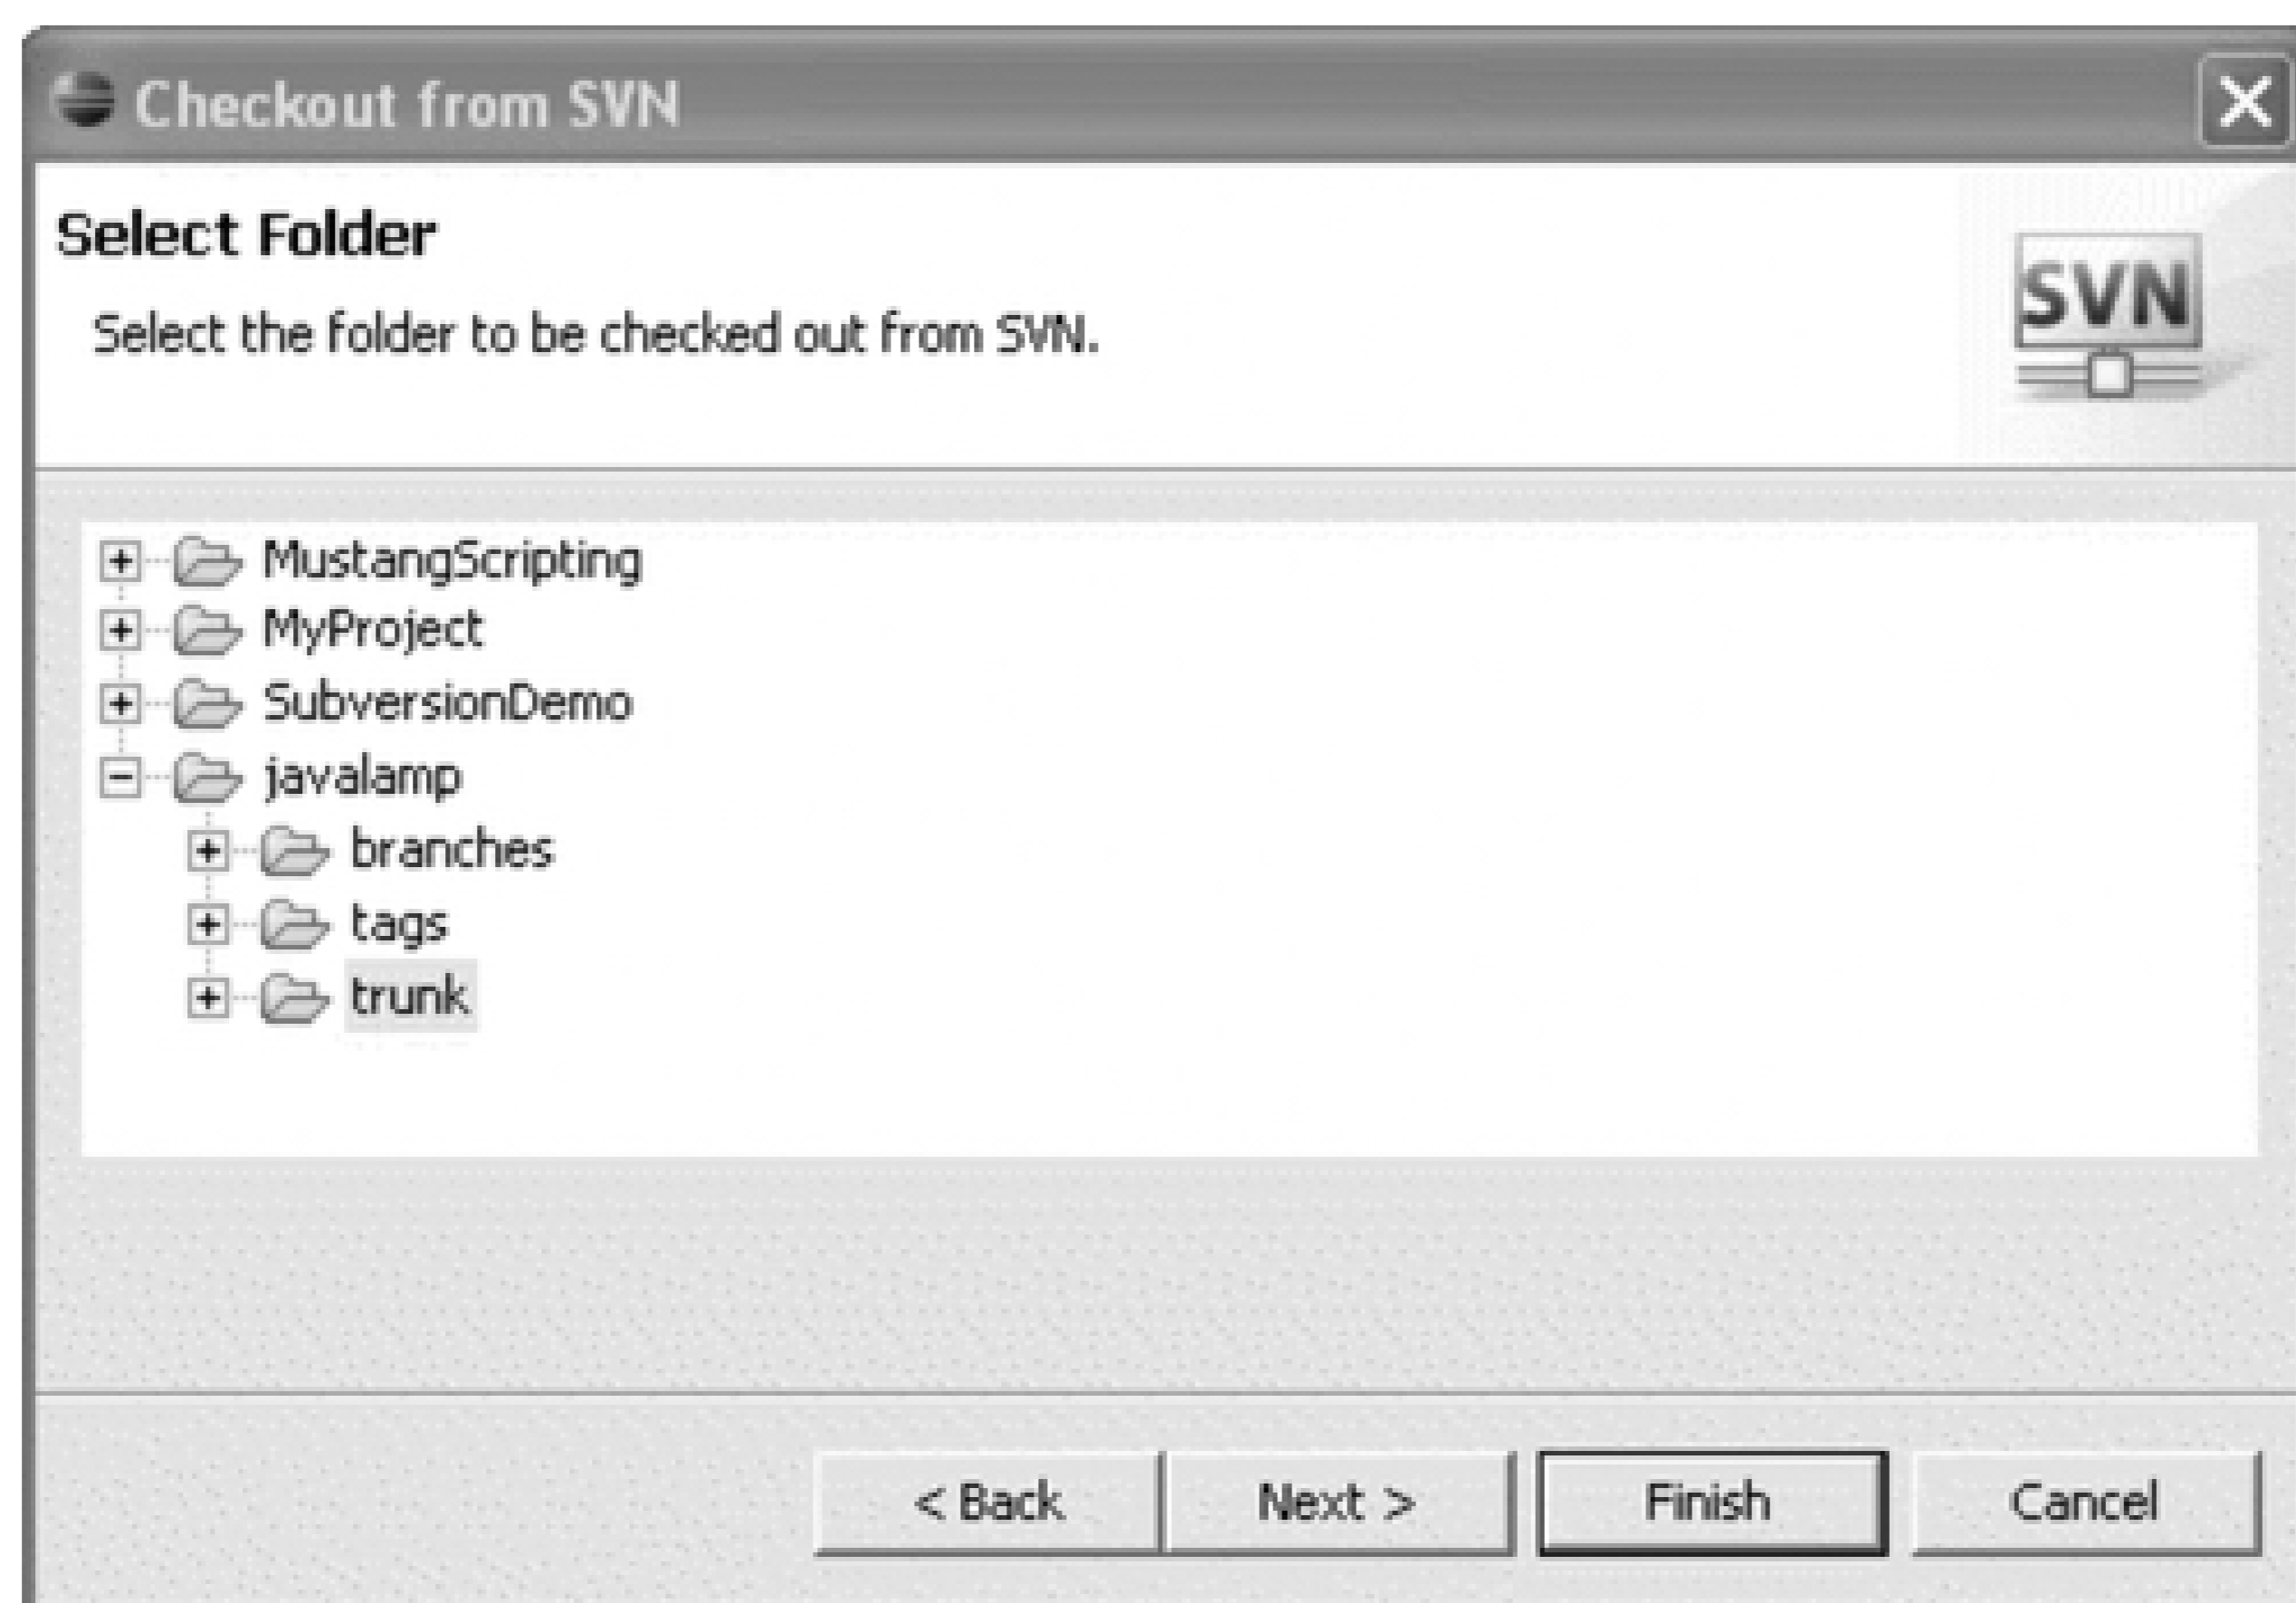 Checkout from SVN
Select Folder
Select the folder to be checked out from SVN.
SVN
MustangScripting
MyProject
SubversionDemo
javalamp
branches
tags
trunk
< Back
Next >
Finish
Cancel